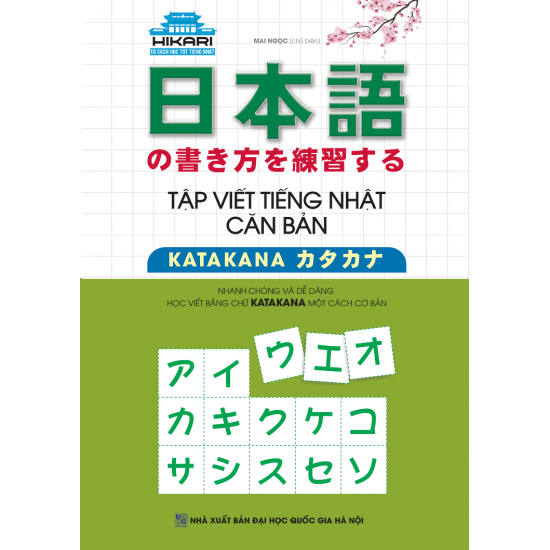 HIKARI
TỦ SÁCH HỌC TỐT TIẾNG NHẬT
MAI NGỌC (chủ biên)
日本語
の書き方を練習する
TẬP VIẾT TIẾNG NHẬT
CĂN BẢN
KATAKANA カタカナ
NHANH CHÓNG VÀ DỄ DÀNG
HỌC VIẾT BẢNG CHỮ KATAKANA MỘT CÁCH CƠ BẢN
アイウエオ
カキクケコ
サシスセソ
NHÀ XUẤT BẢN ĐẠI HỌC QUỐC GIA HÀ NỘI